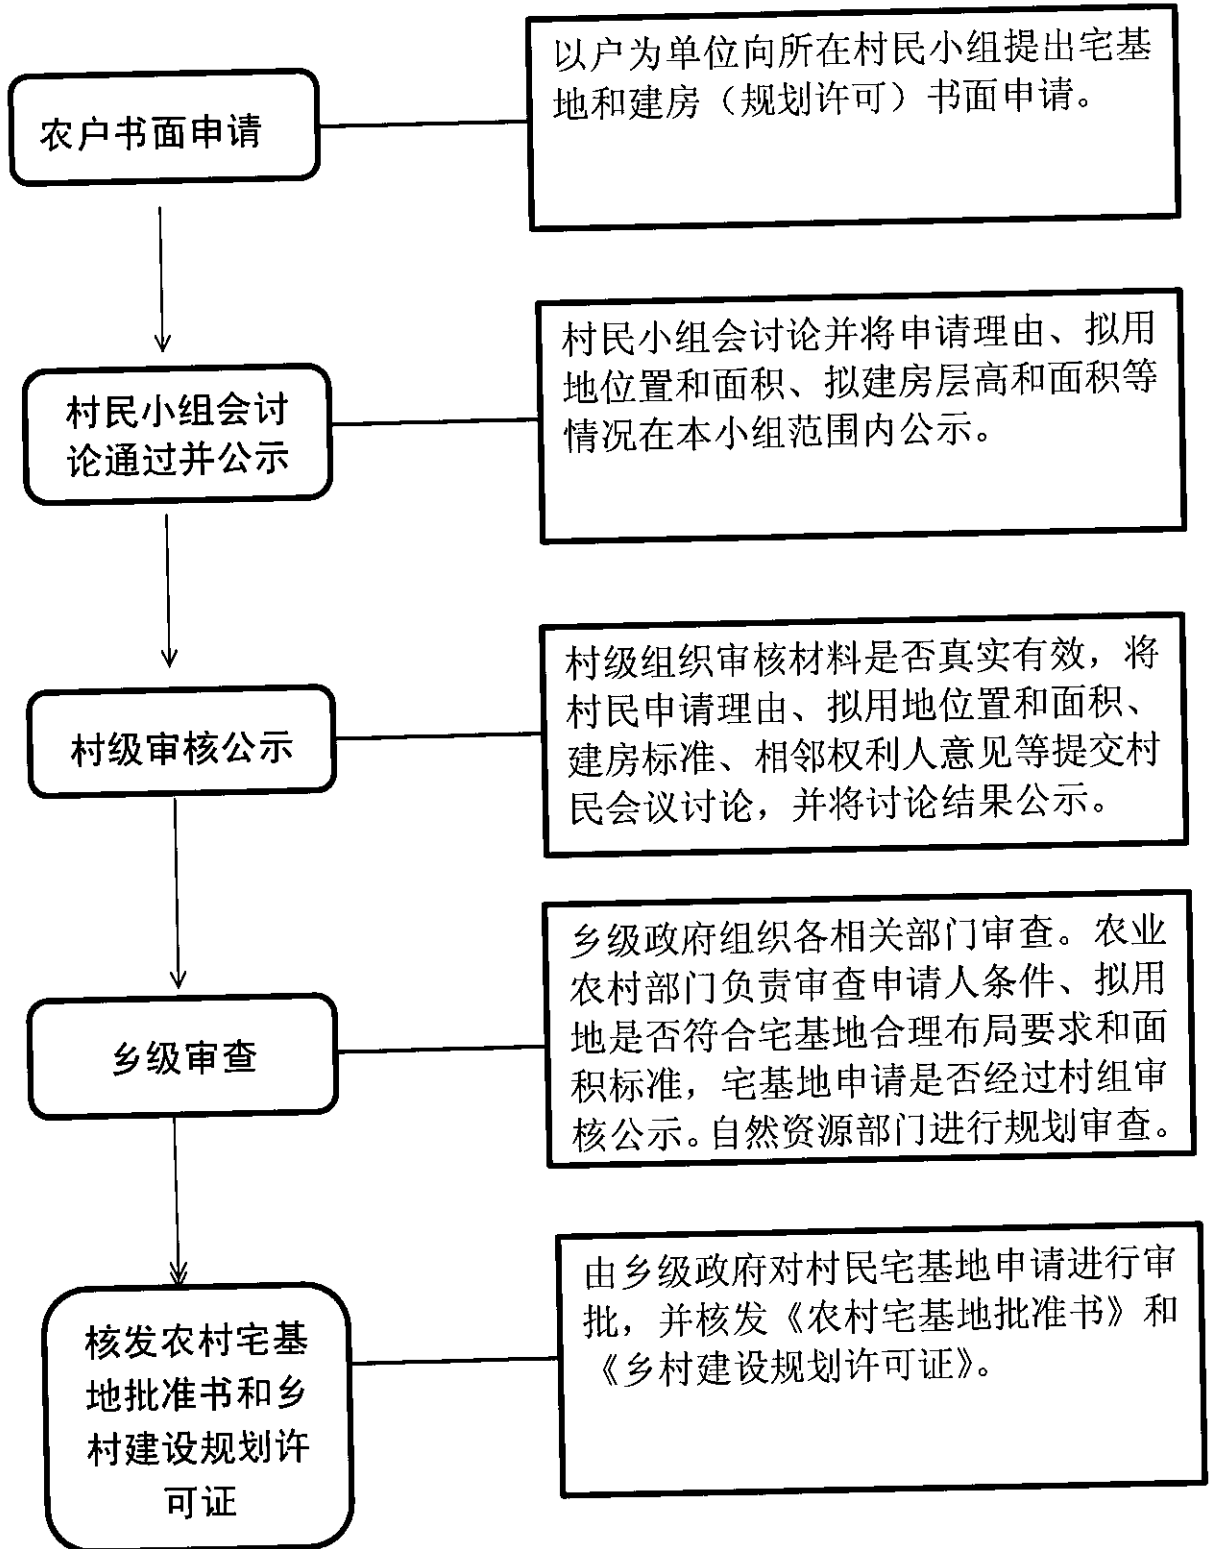 农户书面申请
以户为单位向所在村民小组提出宅基
地和建房（规划许可）书面申请。
村民小组会讨
论通过并公示
村民小组会讨论并将申请理由、拟用
地位置和面积、拟建房层高和面积等
情况在本小组范围内公示。
村级审核公示
村级组织审核材料是否真实有效，将
村民申请理由、拟用地位置和面积、
建房标准、相邻权利人意见等提交村
民会议讨论，并将讨论结果公示。
乡级审查
乡级政府组织各相关部门审查。农业
农村部门负责审查申请人条件、拟用
地是否符合宅基地合理布局要求和面
积标准，宅基地申请是否经过村组审
核公示。自然资源部门进行规划审查。
核发农村宅基
地批准书和乡
村建设规划许
可证
由乡级政府对村民宅基地申请进行审
批，并核发《农村宅基地批准书》和
《乡村建设规划许可证》。